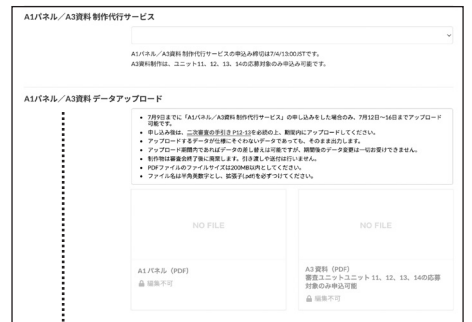 A1パネル／A3資料 制作代行サービス
A1パネル／A3資料 制作代行サービスの申込み締切は7/4/13:00JSTです。
A3資料制作は、ユニット11、12、13、14の応募対象のみ申込み可能です。
A1パネル／A3資料 データアップロード
• 7月9日までに「A1パネル／A3資料 制作代行サービス」の申し込みをした場合のみ、7月12日～16日までアップロード
可能です。
• 申し込み後は、二次審査の手引き P12-13を必読の上、期間内にアップロードしてください。
• アップロードするデータが仕様にそぐわないデータであっても、そのまま出力します。
• アップロード期間内であればデータの差し替えは可能ですが、期間後のデータ変更は一切お受けできません。
• 制作物は審査会終了後に廃棄します。引き渡しや送付は行いません。
• PDFファイルのファイルサイズは200MB以内としてください。
• ファイル名は半角英数字とし、拡張子(.pdf)を必ずつけてください。
NO FILE
NO FILE
A1 パネル（PDF）
編集不可
A3 資料（PDF）
審査ユニットユニット 11、12、13、14の応募
対象のみ申込可能
編集不可